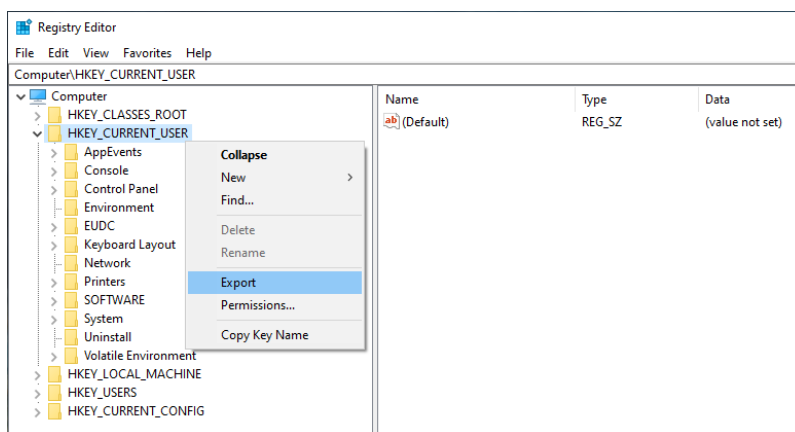 Registry Editor
File Edit View Favorites Help
Computer\HKEY_CURRENT_USER
Computer
HKEY_CLASSES_ROOT
HKEY_CURRENT_USER
AppEvents
Console
Control Panel
Environment
EUDC
Keyboard Layout
Network
Printers
SOFTWARE
System
Uninstall
Volatile Environment
HKEY_LOCAL_MACHINE
HKEY_USERS
HKEY_CURRENT_CONFIG
Collapse
New
Find...
Delete
Rename
Export
Permissions...
Copy Key Name
Name Type Data
ab (Default) REG_SZ (value not set)